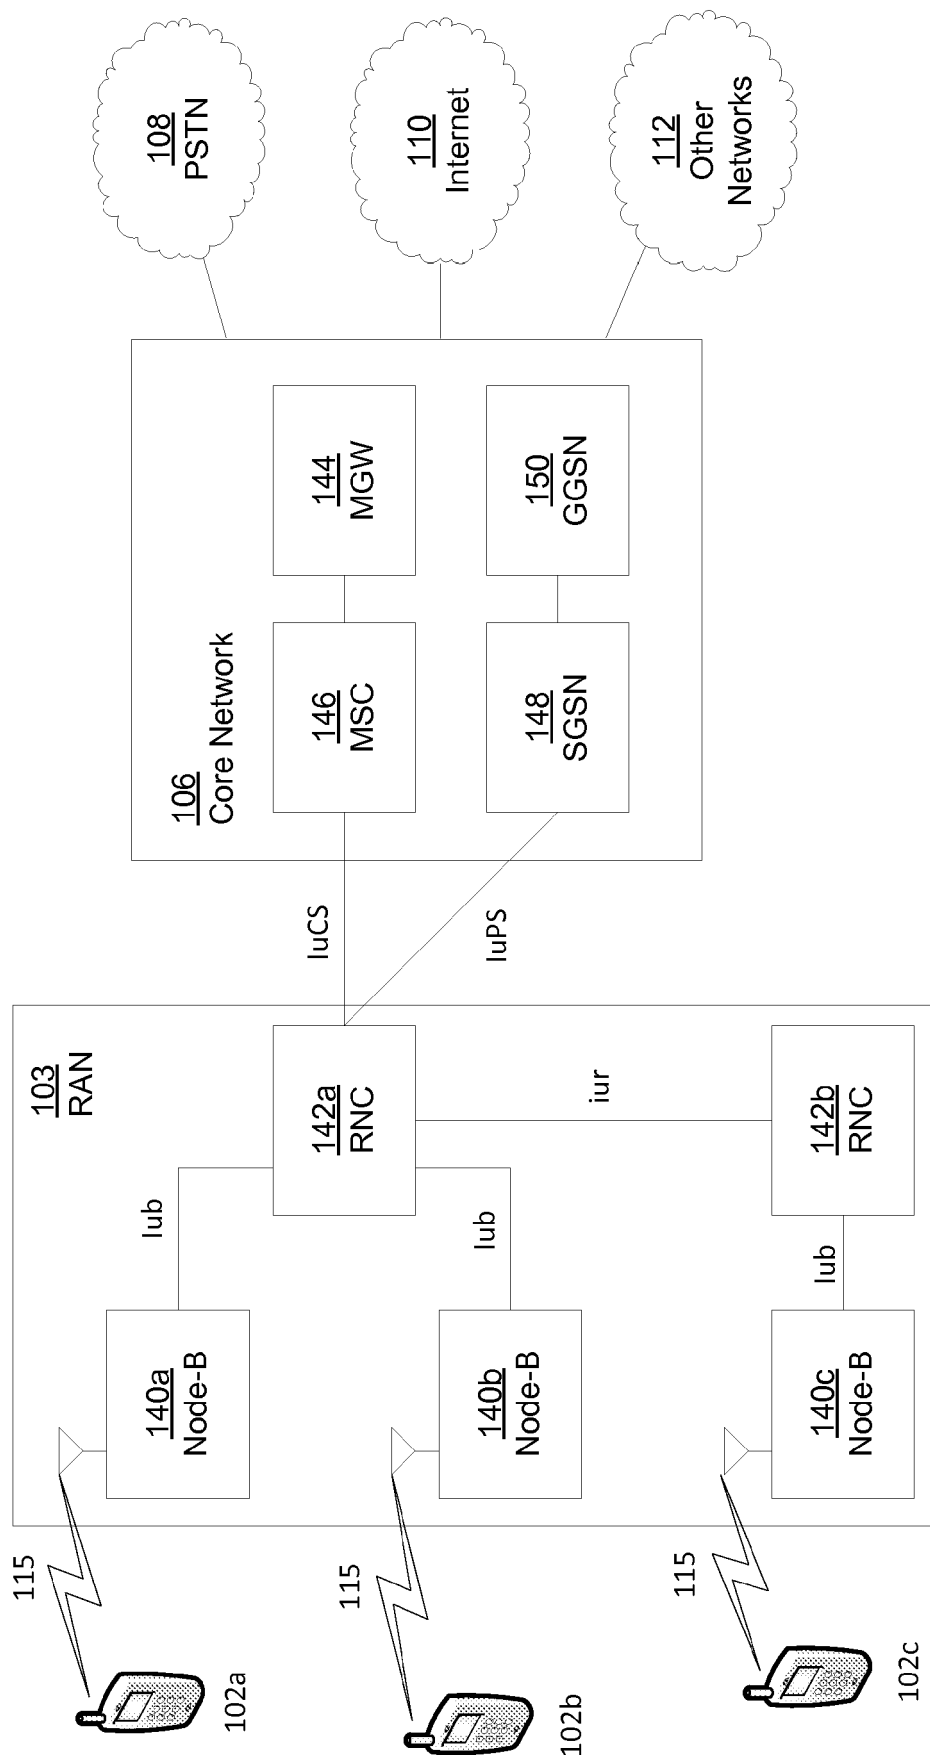 115
102a
115
102b
115
102c
103
RAN
140a
Node-B
140b
Node-B
140c
Node-B
Iub
Iub
Iub
142a
RNC
iur
142b
RNC
IuCS
IuPS
106
Core Network
146
MSC
144
MGW
148
SGSN
150
GGSN
108
PSTN
110
Internet
112
Other
Networks